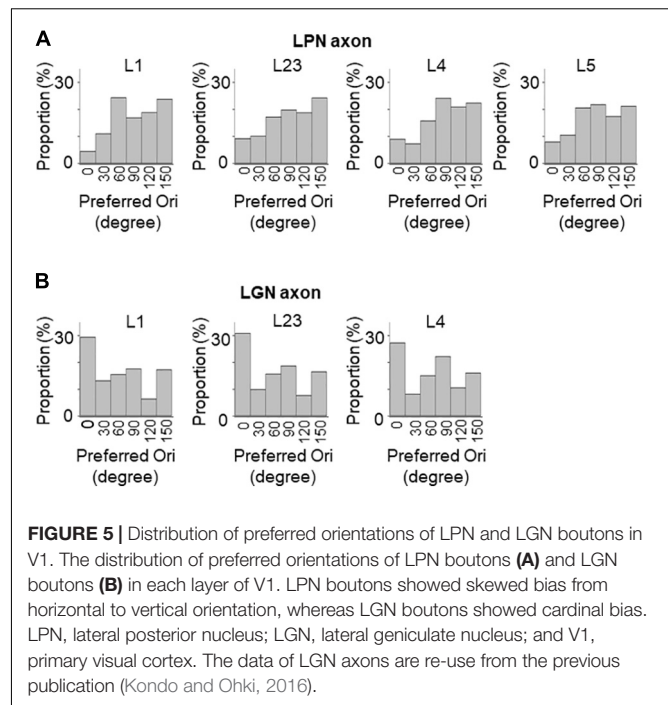 A
LPN axon
L1
L23
L4
L5
Proportion (%)
30
0
0 30 60 90 120 150
Preferred Ori
(degree)
Proportion (%)
30
0
0 30 60 90 120 150
Preferred Ori
(degree)
Proportion (%)
30
0
0 30 60 90 120 150
Preferred Ori
(degree)
Proportion (%)
30
0
0 30 60 90 120 150
Preferred Ori
(degree)
B
LGN axon
L1
L23
L4
Proportion (%)
30
0
0 30 60 90 120 150
Preferred Ori
(degree)
Proportion (%)
30
0
0 30 60 90 120 150
Preferred Ori
(degree)
Proportion (%)
30
0
0 30 60 90 120 150
Preferred Ori
(degree)
FIGURE 5 | Distribution of preferred orientations of LPN and LGN boutons in
V1. The distribution of preferred orientations of LPN boutons (A) and LGN
boutons (B) in each layer of V1. LPN boutons showed skewed bias from
horizontal to vertical orientation, whereas LGN boutons showed cardinal bias.
LPN, lateral posterior nucleus; LGN, lateral geniculate nucleus; and V1,
primary visual cortex. The data of LGN axons are re-use from the previous
publication (Kondo and Ohki, 2016).